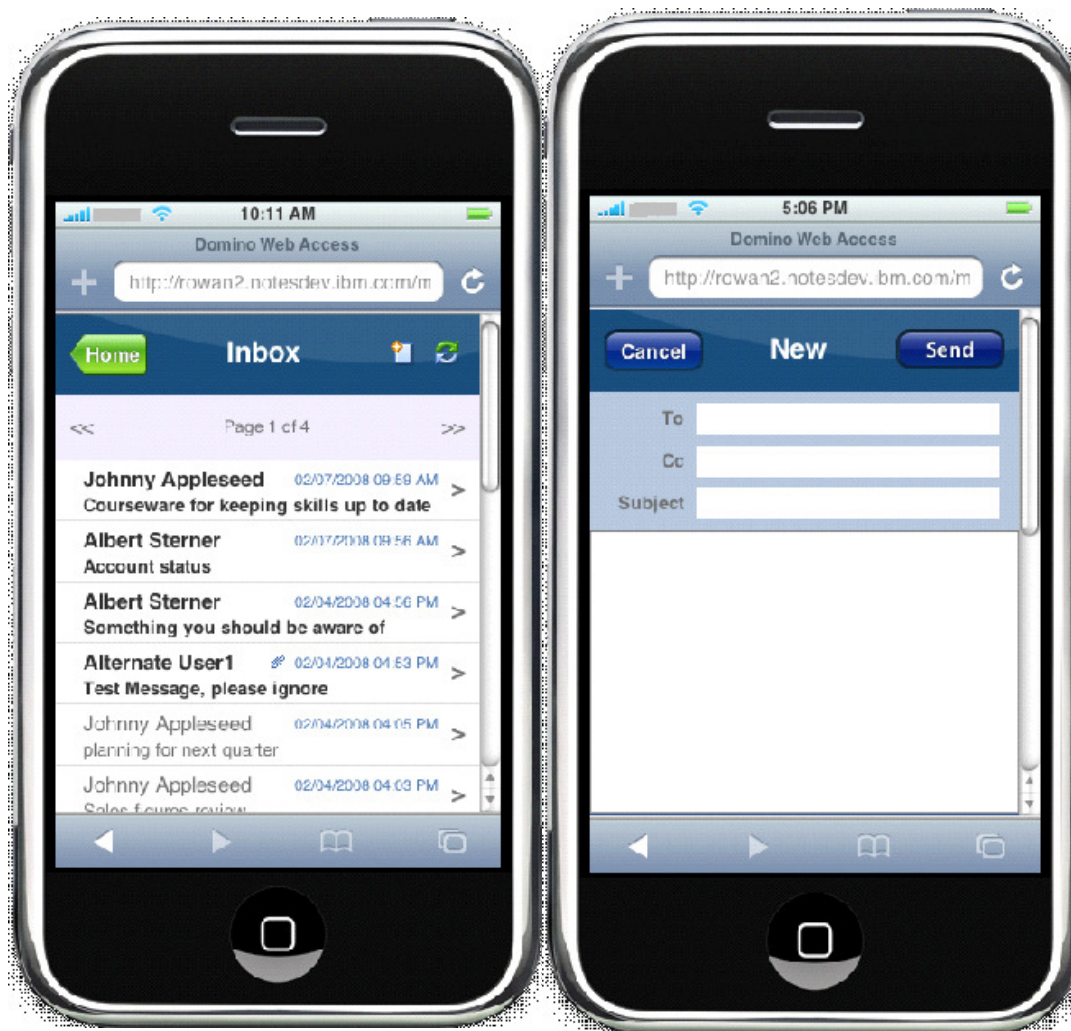 10:11 AM
Domino Web Access
http://rowan2.notesdev.ibm.com/m
Home Inbox
<< Page 1 of 4 >>
Johnny Appleseed 02/07/2008 09:59 AM >
Courseware for keeping skills up to date
Albert Sterner 02/07/2008 09:56 AM >
Account status
Albert Sterner 02/04/2008 04:56 PM >
Something you should be aware of
Alternate User1 02/04/2008 04:53 PM >
Test Message, please ignore
Johnny Appleseed 02/04/2008 04:05 PM >
planning for next quarter
Johnny Appleseed 02/04/2008 04:03 PM >
Sales figures review
5:06 PM
Domino Web Access
http://rowan2.notesdev.ibm.com/m
Cancel New Send
To
Cc
Subject